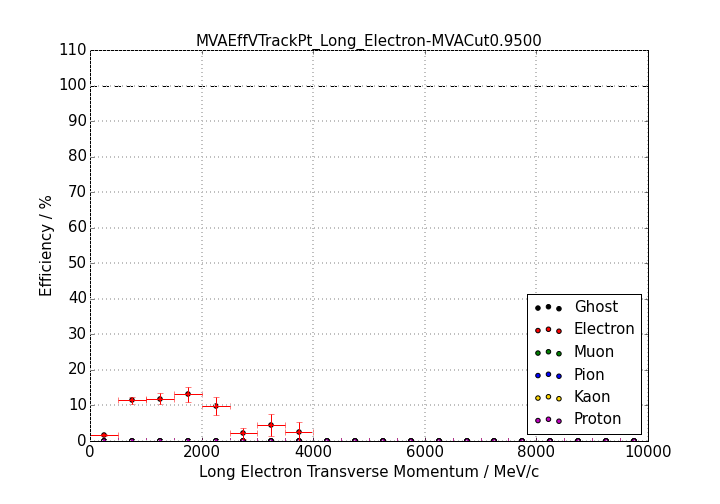 MVAEffVTrackPt_Long_Electron-MVACut0.9500
110
100
90
80
70
60
50
40
30
20
10
0
Efficiency / %
Ghost
Electron
Muon
Pion
Kaon
Proton
0 2000 4000 6000 8000 10000
Long Electron Transverse Momentum / MeV/c